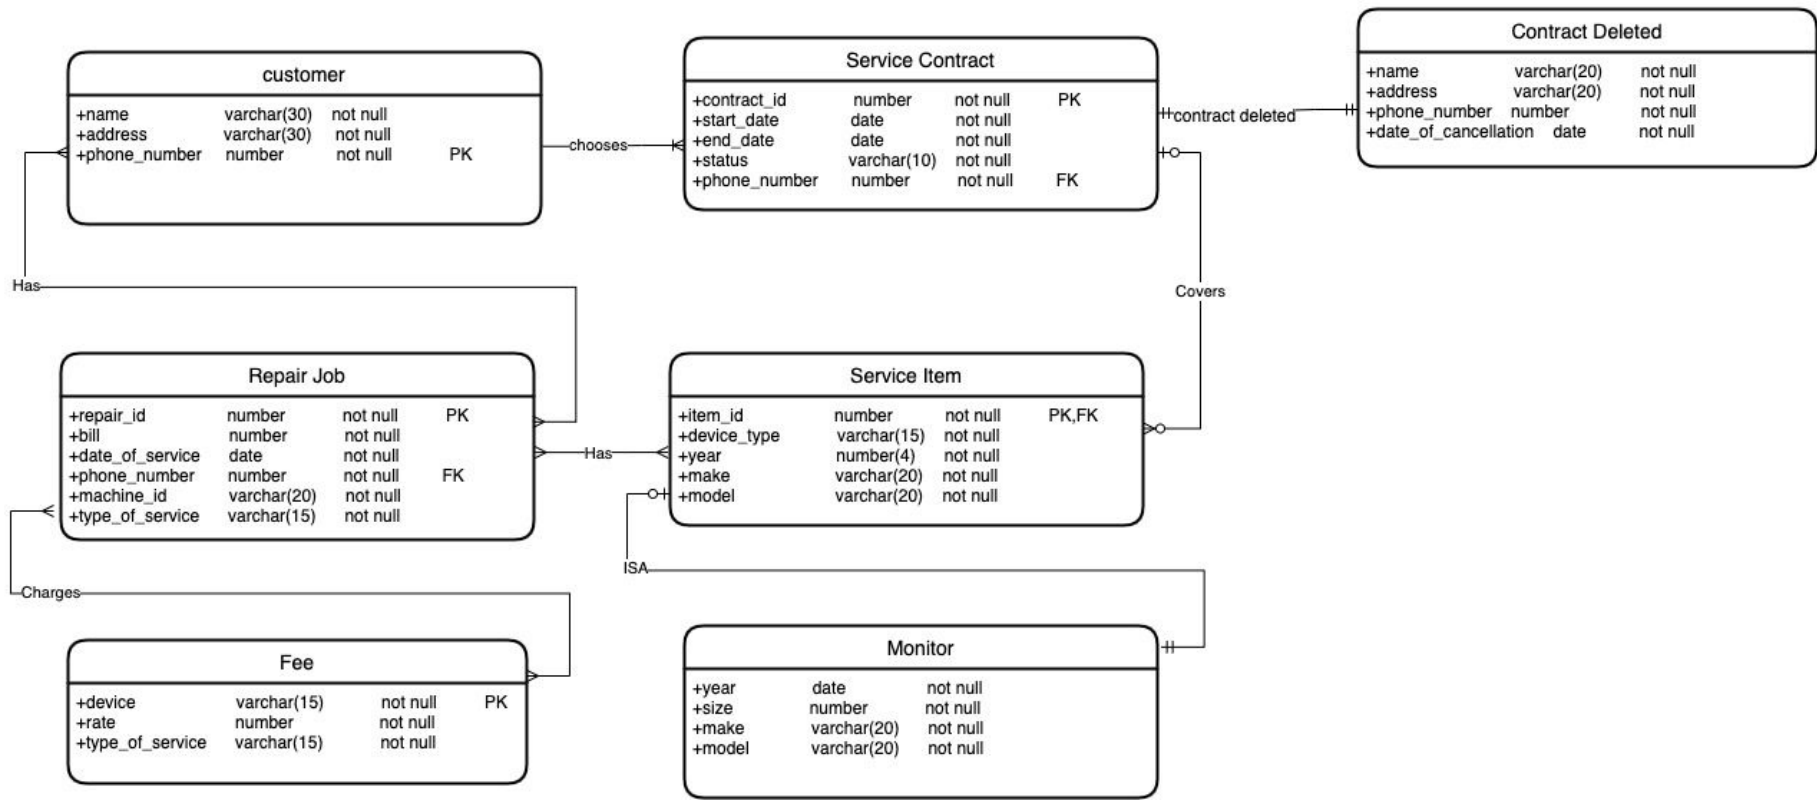 customer
+name varchar(30) not null
+address varchar(30) not null
+phone_number number not null PK
chooses
Service Contract
+contract_id number not null PK
+start_date date not null
+end_date date not null
+status varchar(10) not null
+phone_number number not null FK
contract deleted
Contract Deleted
+name varchar(20) not null
+address varchar(20) not null
+phone_number number not null
+date_of_cancellation date not null
Has
Covers
Repair Job
+repair_id number not null PK
+bill number not null
+date_of_service date not null
+phone_number number not null FK
+machine_id varchar(20) not null
+type_of_service varchar(15) not null
Has
Service Item
+item_id number not null PK,FK
+device_type varchar(15) not null
+year number(4) not null
+make varchar(20) not null
+model varchar(20) not null
ISA
Charges
Fee
+device varchar(15) not null PK
+rate number not null
+type_of_service varchar(15) not null
Monitor
+year date not null
+size number not null
+make varchar(20) not null
+model varchar(20) not null